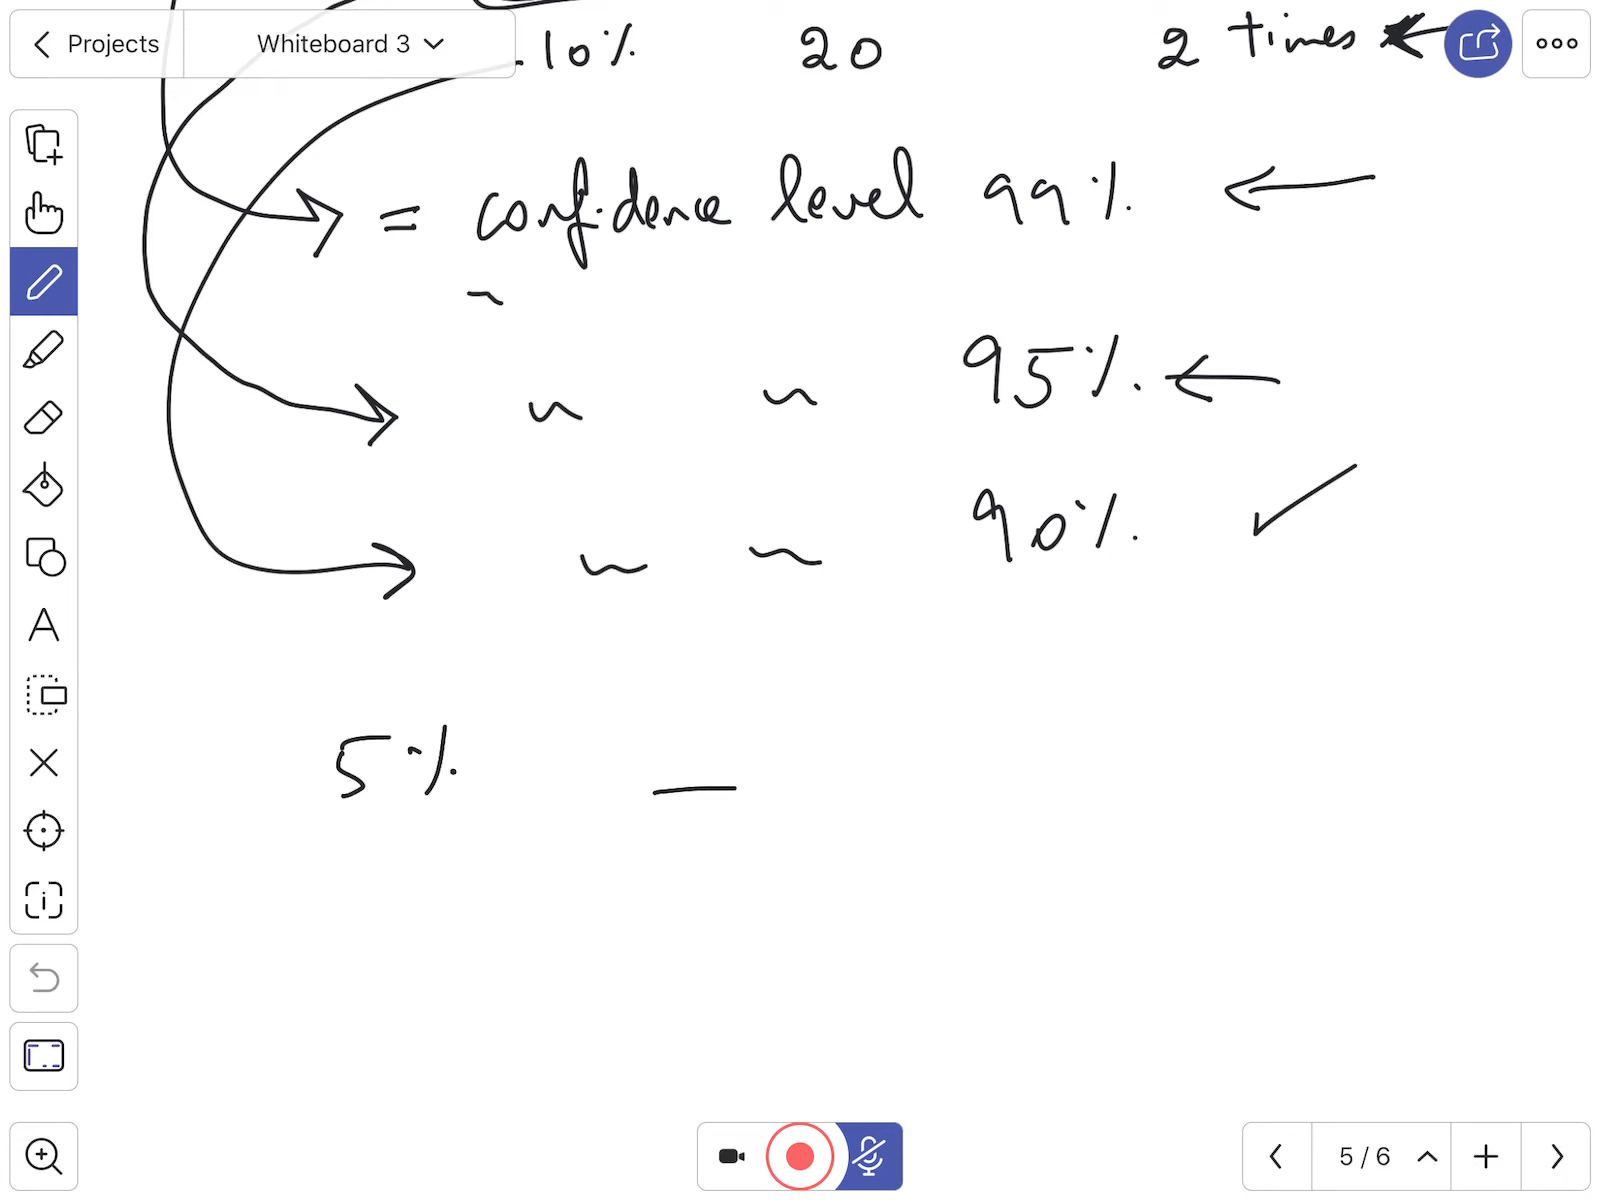 Projects Whiteboard 3
10% 20 2 times
= confidence level 99%.
~ ~ 95%.
~ ~ 90%.
5%. —
A
5 / 6